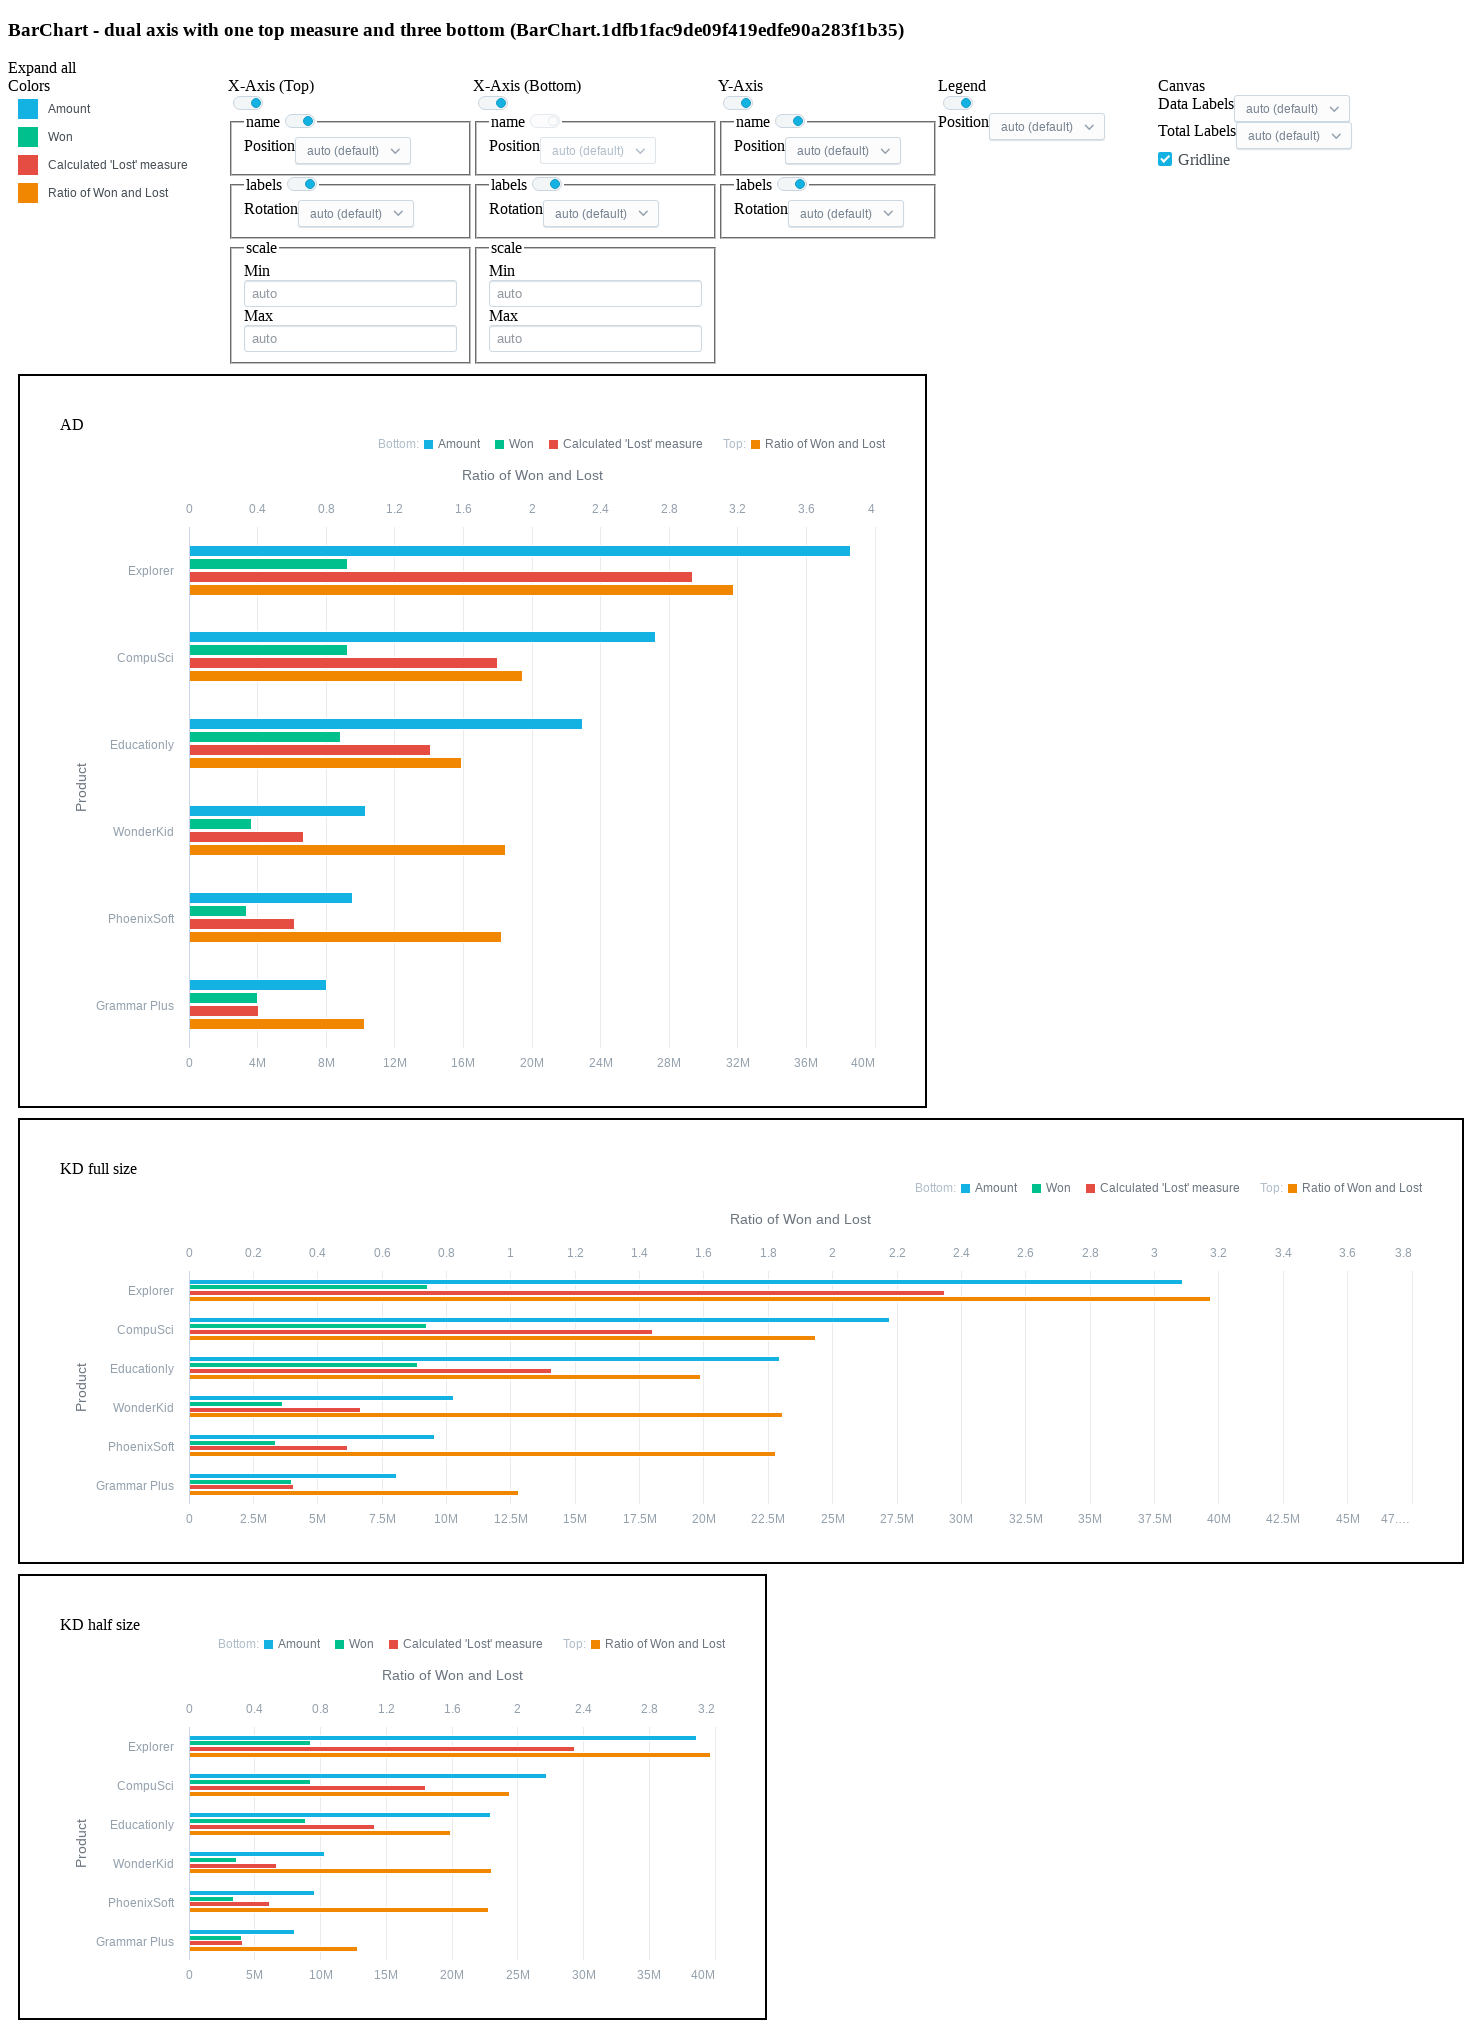 BarChart - dual axis with one top measure and three bottom (BarChart.1dfb1fac9de09f419edfe90a283f1b35)
Expand all
Colors
Amount
Won
Calculated 'Lost' measure
Ratio of Won and Lost
X-Axis (Top)
name
Position auto (default)
labels
Rotation auto (default)
scale
Min
auto
Max
auto
X-Axis (Bottom)
name
Position auto (default)
labels
Rotation auto (default)
scale
Min
auto
Max
auto
Y-Axis
name
Position auto (default)
labels
Rotation auto (default)
Legend
Position auto (default)
Canvas
Data Labels auto (default)
Total Labels auto (default)
Gridline
AD
Bottom: Amount Won Calculated 'Lost' measure Top: Ratio of Won and Lost
Ratio of Won and Lost
0 0.4 0.8 1.2 1.6 2 2.4 2.8 3.2 3.6 4
Product
Explorer
CompuSci
Educationly
WonderKid
PhoenixSoft
Grammar Plus
0 4M 8M 12M 16M 20M 24M 28M 32M 36M 40M
KD full size
Bottom: Amount Won Calculated 'Lost' measure Top: Ratio of Won and Lost
Ratio of Won and Lost
0 0.2 0.4 0.6 0.8 1 1.2 1.4 1.6 1.8 2 2.2 2.4 2.6 2.8 3 3.2 3.4 3.6 3.8
Product
Explorer
CompuSci
Educationly
WonderKid
PhoenixSoft
Grammar Plus
0 2.5M 5M 7.5M 10M 12.5M 15M 17.5M 20M 22.5M 25M 27.5M 30M 32.5M 35M 37.5M 40M 42.5M 45M 47....
KD half size
Bottom: Amount Won Calculated 'Lost' measure Top: Ratio of Won and Lost
Ratio of Won and Lost
0 0.4 0.8 1.2 1.6 2 2.4 2.8 3.2
Product
Explorer
CompuSci
Educationly
WonderKid
PhoenixSoft
Grammar Plus
0 5M 10M 15M 20M 25M 30M 35M 40M